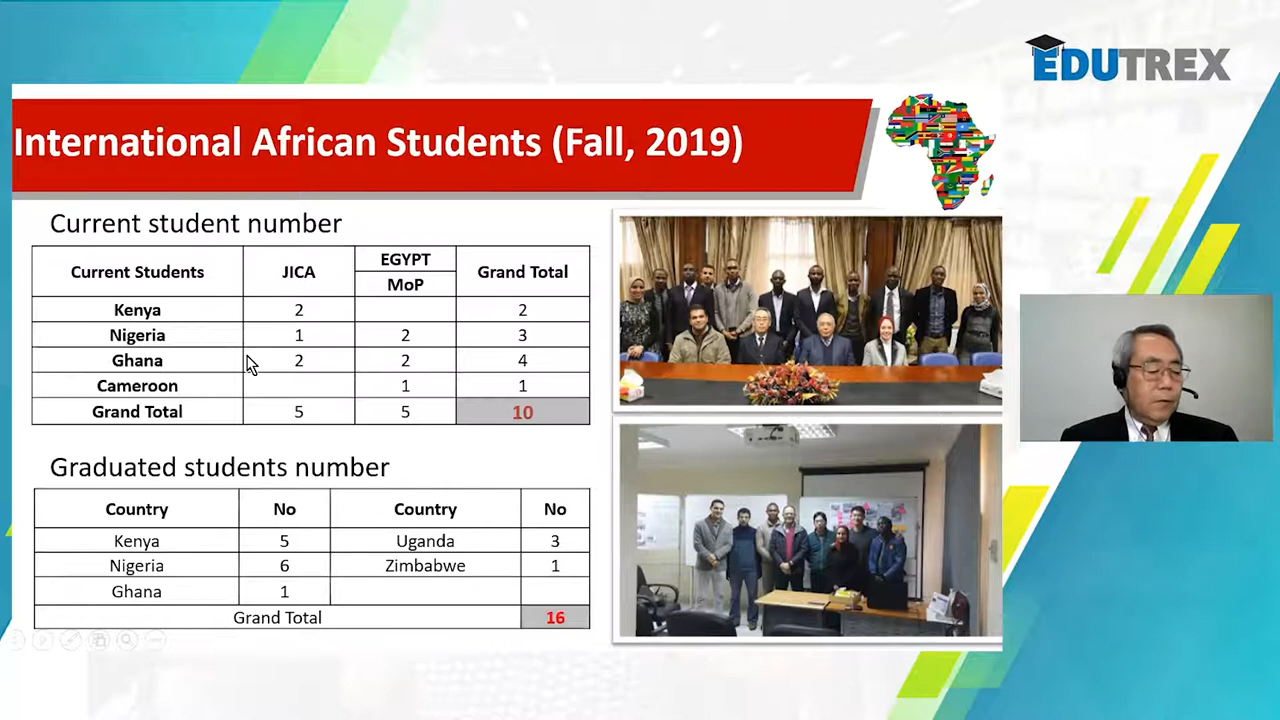 EDUTREX
International African Students (Fall, 2019)
Current student number
Current Students JICA EGYPT MoP Grand Total
Kenya 2 2
Nigeria 1 2 3
Ghana 2 2 4
Cameroon 1 1
Grand Total 5 5 10
Graduated students number
Country No Country No
Kenya 5 Uganda 3
Nigeria 6 Zimbabwe 1
Ghana 1
Grand Total 16